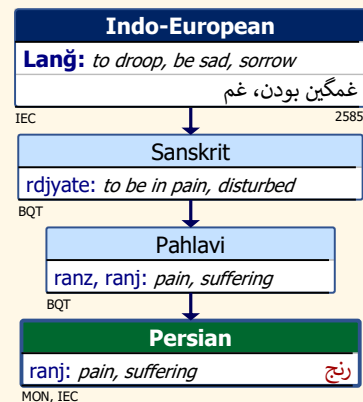 Indo-European
Lanğ: to droop, be sad, sorrow
غمگین بودن، غم
IEC 2585
Sanskrit
rdjyate: to be in pain, disturbed
BQT
Pahlavi
ranz, ranj: pain, suffering
BQT
Persian
ranj: pain, suffering رنج
MON, IEC